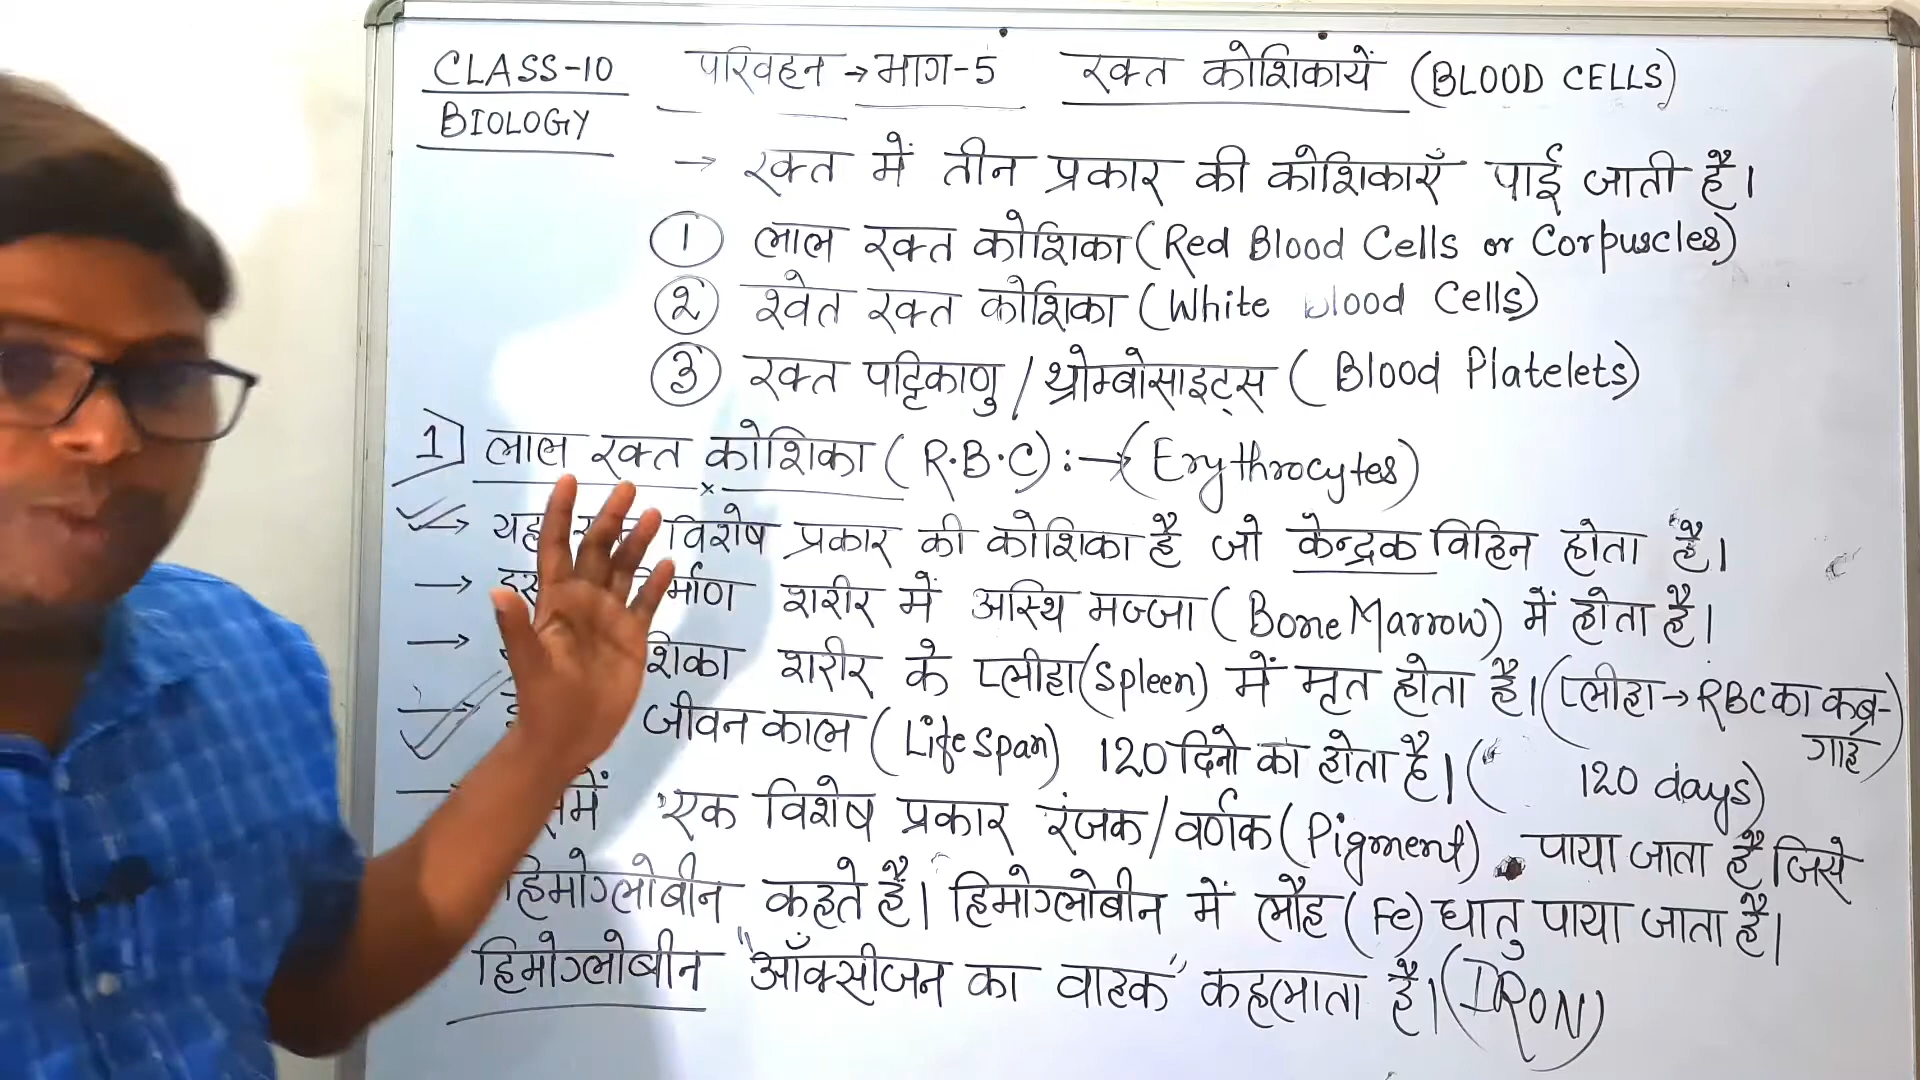 CLASS-10 परिवहन → भाग-5 रक्त कोशिकायें (BLOOD CELLS)
BIOLOGY
→ रक्त में तीन प्रकार की कोशिकाएँ पाई जाती है।
① लाल रक्त कोशिका (Red Blood Cells or Corpuscles)
② श्वेत रक्त कोशिका (White Blood Cells)
③ रक्त पट्टिकाणु / थ्रोम्बोसाइट्स (Blood Platelets)
1] लाल रक्त कोशिका (R.B.C) :→ (Erythrocytes)
→ यह विशेष प्रकार की कोशिका है जो केन्द्रक विहिन होता है।
→ निर्माण शरीर में अस्थि मज्जा (Bone Marrow) में होता है।
→ शरीर के प्लीहा (Spleen) में मृत होता है। (प्लीहा → RBC का कब्र-
गाह)
→ जीवन काल (Life Span) 120 दिनो का होता है। ( 120 days)
→ एक विशेष प्रकार रंजक / वर्णक (Pigment) पाया जाता है जिसे
हिमोग्लोबीन कहते हैं। हिमोग्लोबीन में लौह (Fe) धातु पाया जाता है।
हिमोग्लोबीन "ऑक्सीजन का वाहक" कहलाता है। (IRON)